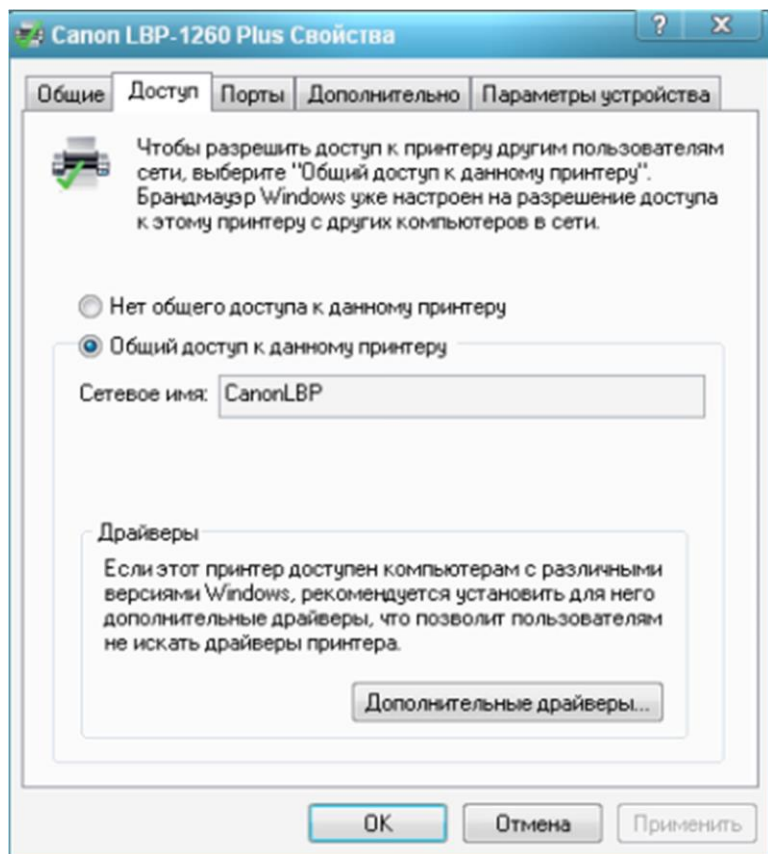 Canon LBP-1260 Plus Свойства
? X
Общие Доступ Порты Дополнительно Параметры устройства
Чтобы разрешить доступ к принтеру другим пользователям
сети, выберите "Общий доступ к данному принтеру".
Брандмауэр Windows уже настроен на разрешение доступа
к этому принтеру с других компьютеров в сети.
Нет общего доступа к данному принтеру
Общий доступ к данному принтеру
Сетевое имя: CanonLBP
Драйверы
Если этот принтер доступен компьютерам с различными
версиями Windows, рекомендуется установить для него
дополнительные драйверы, что позволит пользователям
не искать драйверы принтера.
Дополнительные драйверы...
OK Отмена Применить